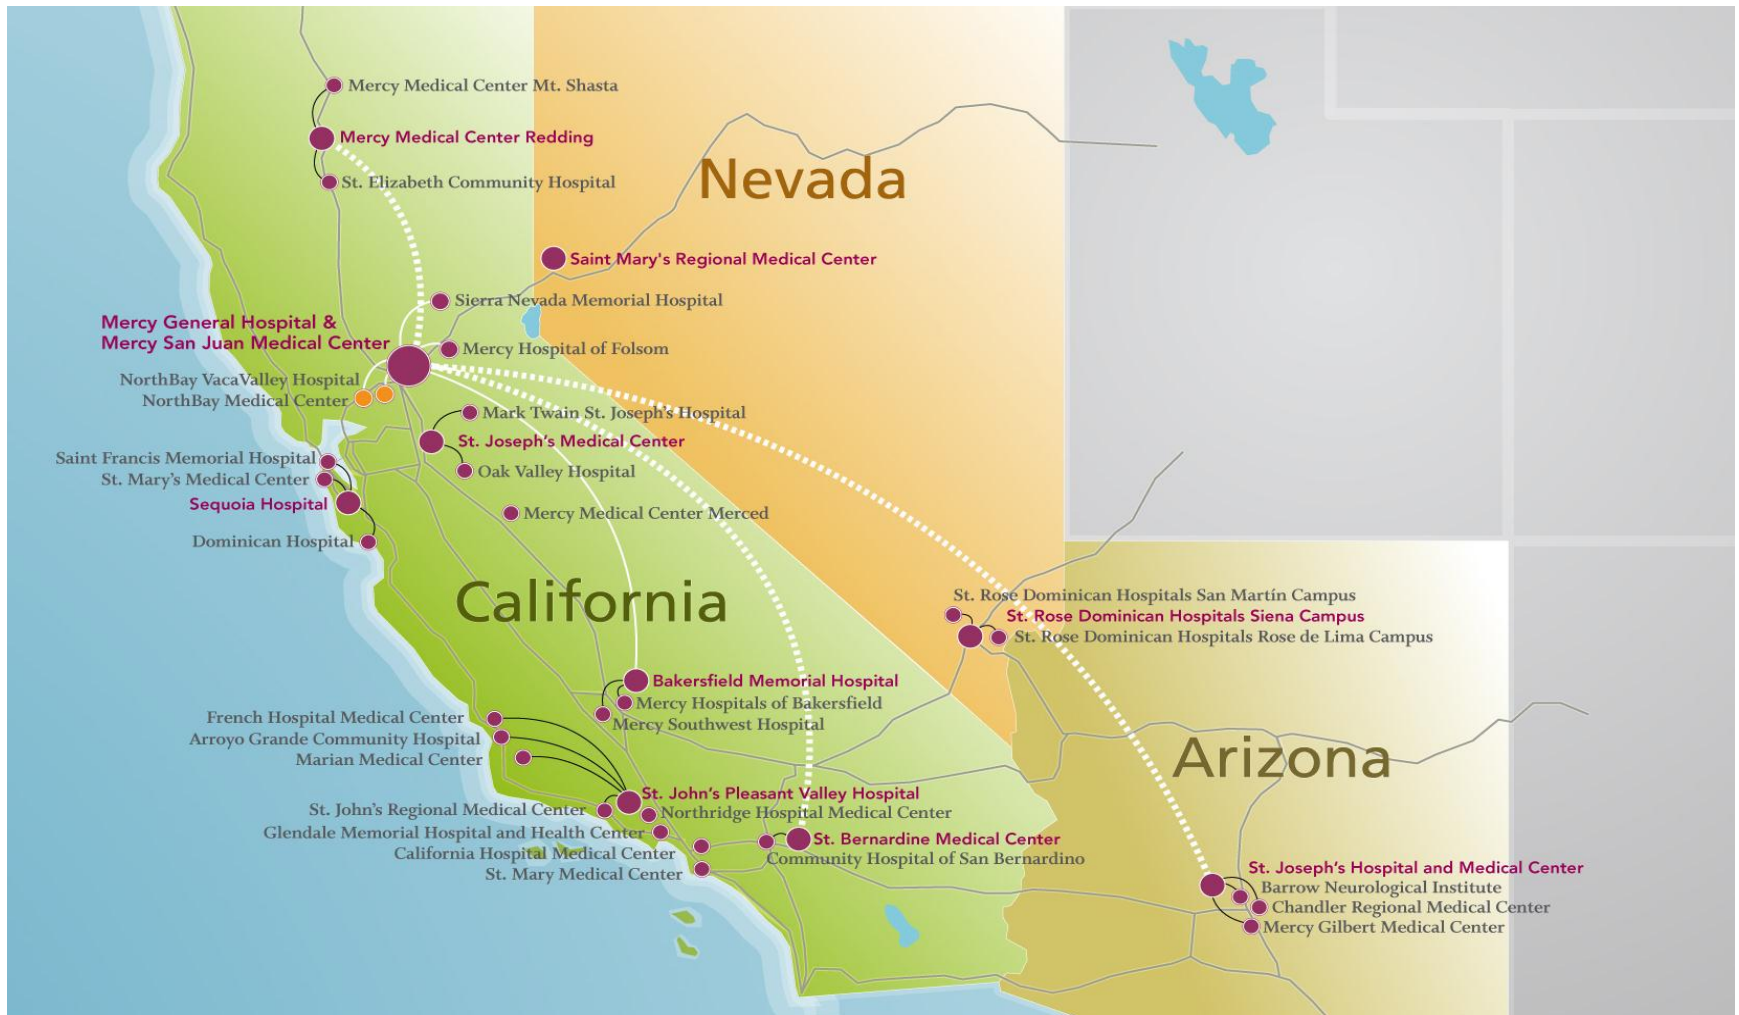 Mercy Medical Center Mt. Shasta
Mercy Medical Center Redding
St. Elizabeth Community Hospital
Nevada
Saint Mary's Regional Medical Center
Sierra Nevada Memorial Hospital
Mercy General Hospital &
Mercy San Juan Medical Center
Mercy Hospital of Folsom
NorthBay VacaValley Hospital
NorthBay Medical Center
Mark Twain St. Joseph's Hospital
St. Joseph's Medical Center
Saint Francis Memorial Hospital
Oak Valley Hospital
St. Mary's Medical Center
Sequoia Hospital
Mercy Medical Center Merced
Dominican Hospital
California
St. Rose Dominican Hospitals San Martín Campus
St. Rose Dominican Hospitals Siena Campus
St. Rose Dominican Hospitals Rose de Lima Campus
Bakersfield Memorial Hospital
Mercy Hospitals of Bakersfield
Mercy Southwest Hospital
French Hospital Medical Center
Arroyo Grande Community Hospital
Marian Medical Center
Arizona
St. John's Pleasant Valley Hospital
St. John's Regional Medical Center
Northridge Hospital Medical Center
Glendale Memorial Hospital and Health Center
California Hospital Medical Center
St. Mary Medical Center
St. Bernardine Medical Center
Community Hospital of San Bernardino
St. Joseph's Hospital and Medical Center
Barrow Neurological Institute
Chandler Regional Medical Center
Mercy Gilbert Medical Center